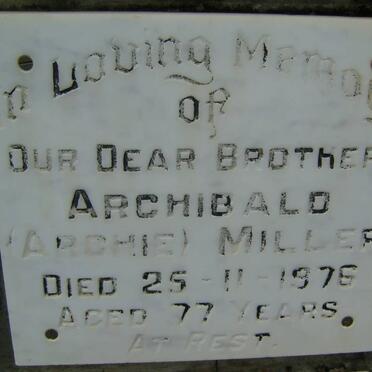 In Loving Memory
of
Our Dear Brother
Archibald
(Archie) Miller
Died 25-11-1976
Aged 77 Years
At Rest.